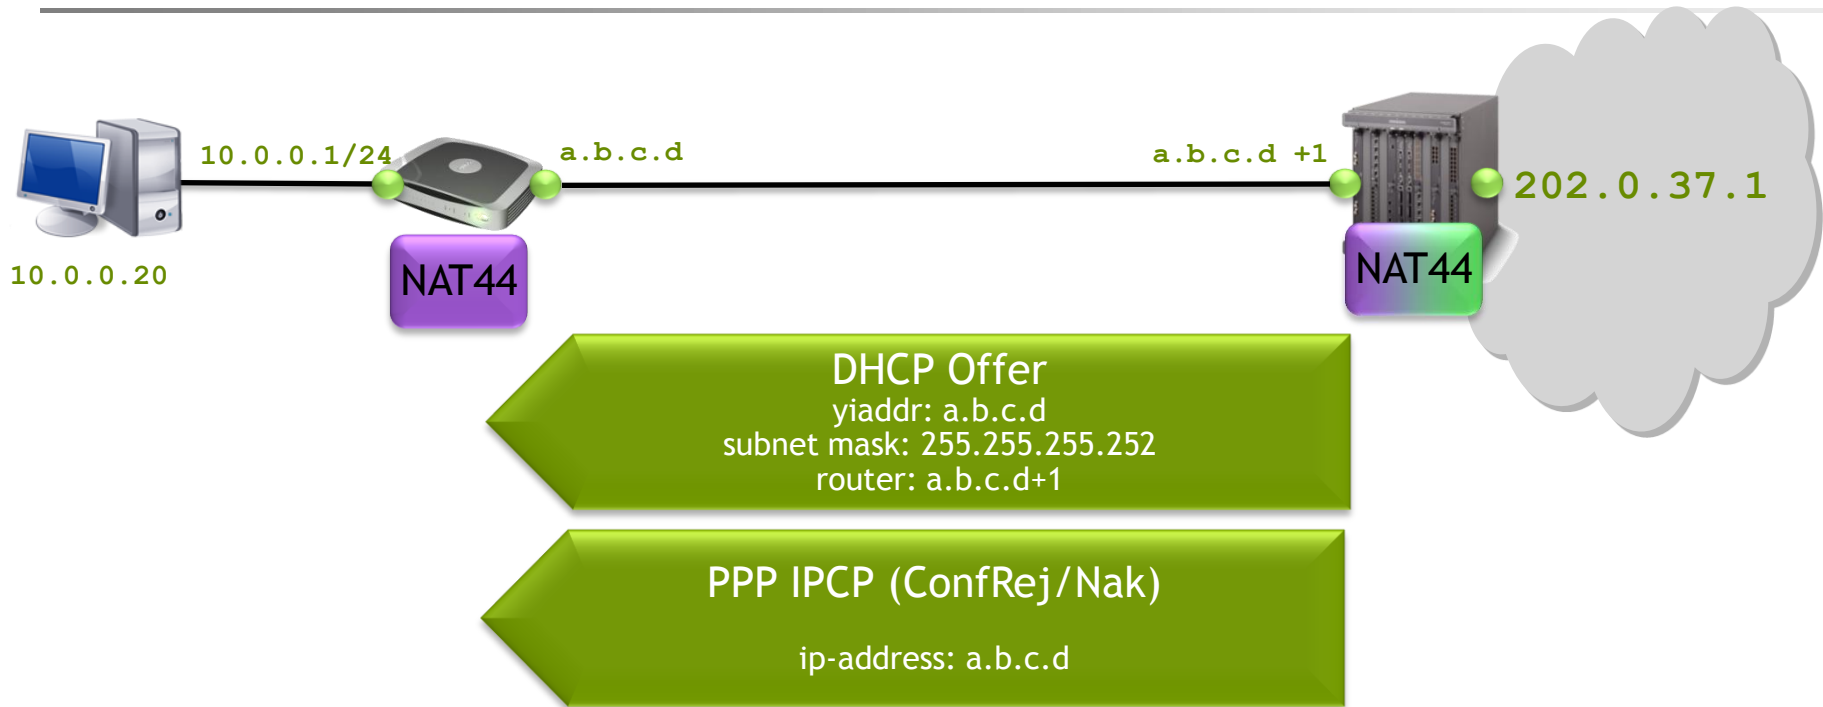 10.0.0.1/24
a.b.c.d
a.b.c.d +1
202.0.37.1
10.0.0.20
NAT44
NAT44
DHCP Offer
yiaddr: a.b.c.d
subnet mask: 255.255.255.252
router: a.b.c.d+1
PPP IPCP (ConfRej/Nak)
ip-address: a.b.c.d